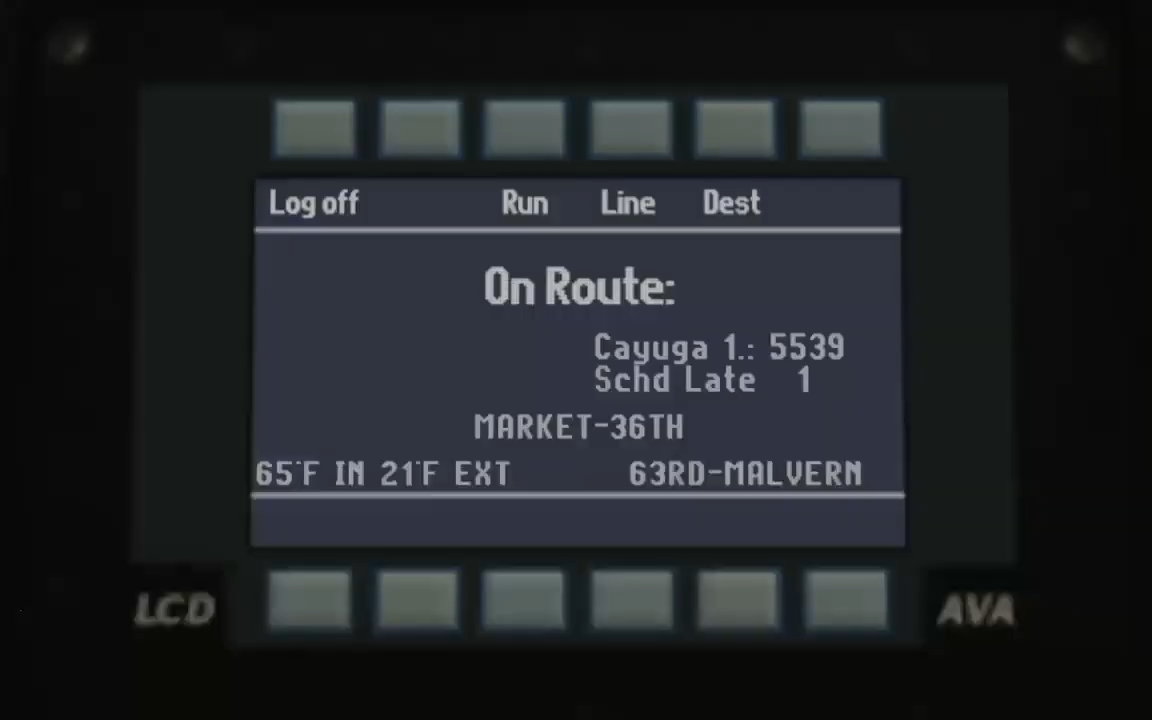 Log off Run Line Dest
On Route:
Cayuga 1.: 5539
Schd Late 1
MARKET-36TH
65°F IN 21°F EXT 63RD-MALVERN
LCD AVA